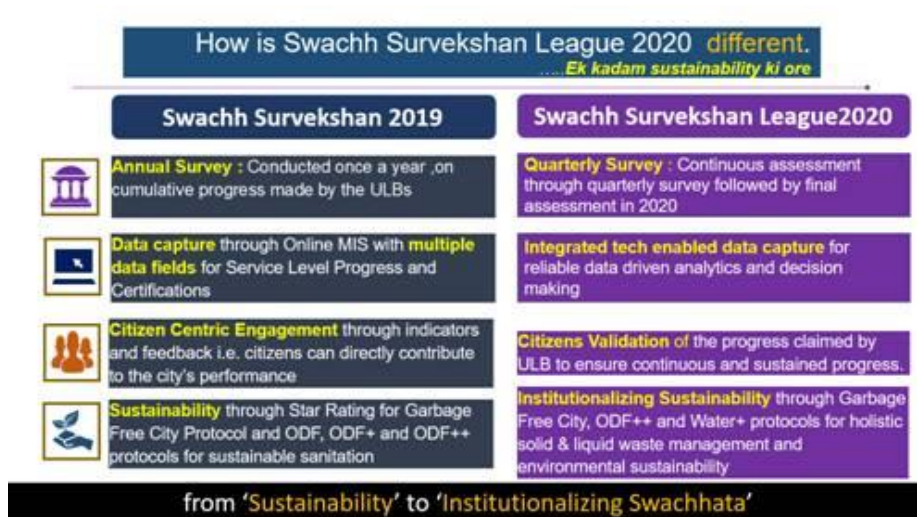 How is Swachh Survekshan League 2020 different.
.....Ek kadam sustainability ki ore
Swachh Survekshan 2019
Annual Survey : Conducted once a year ,on
cumulative progress made by the ULBs
Data capture through Online MIS with multiple
data fields for Service Level Progress and
Certifications
Citizen Centric Engagement through indicators
and feedback i.e. citizens can directly contribute
to the city's performance
Sustainability through Star Rating for Garbage
Free City Protocol and ODF, ODF+ and ODF++
protocols for sustainable sanitation
Swachh Survekshan League2020
Quarterly Survey : Continuous assessment
through quarterly survey followed by final
assessment in 2020
Integrated tech enabled data capture for
reliable data driven analytics and decision
making
Citizens Validation of the progress claimed by
ULB to ensure continuous and sustained progress.
Institutionalizing Sustainability through Garbage
Free City, ODF++ and Water+ protocols for holistic
solid & liquid waste management and
environmental sustainability
from 'Sustainability' to 'Institutionalizing Swachhata'